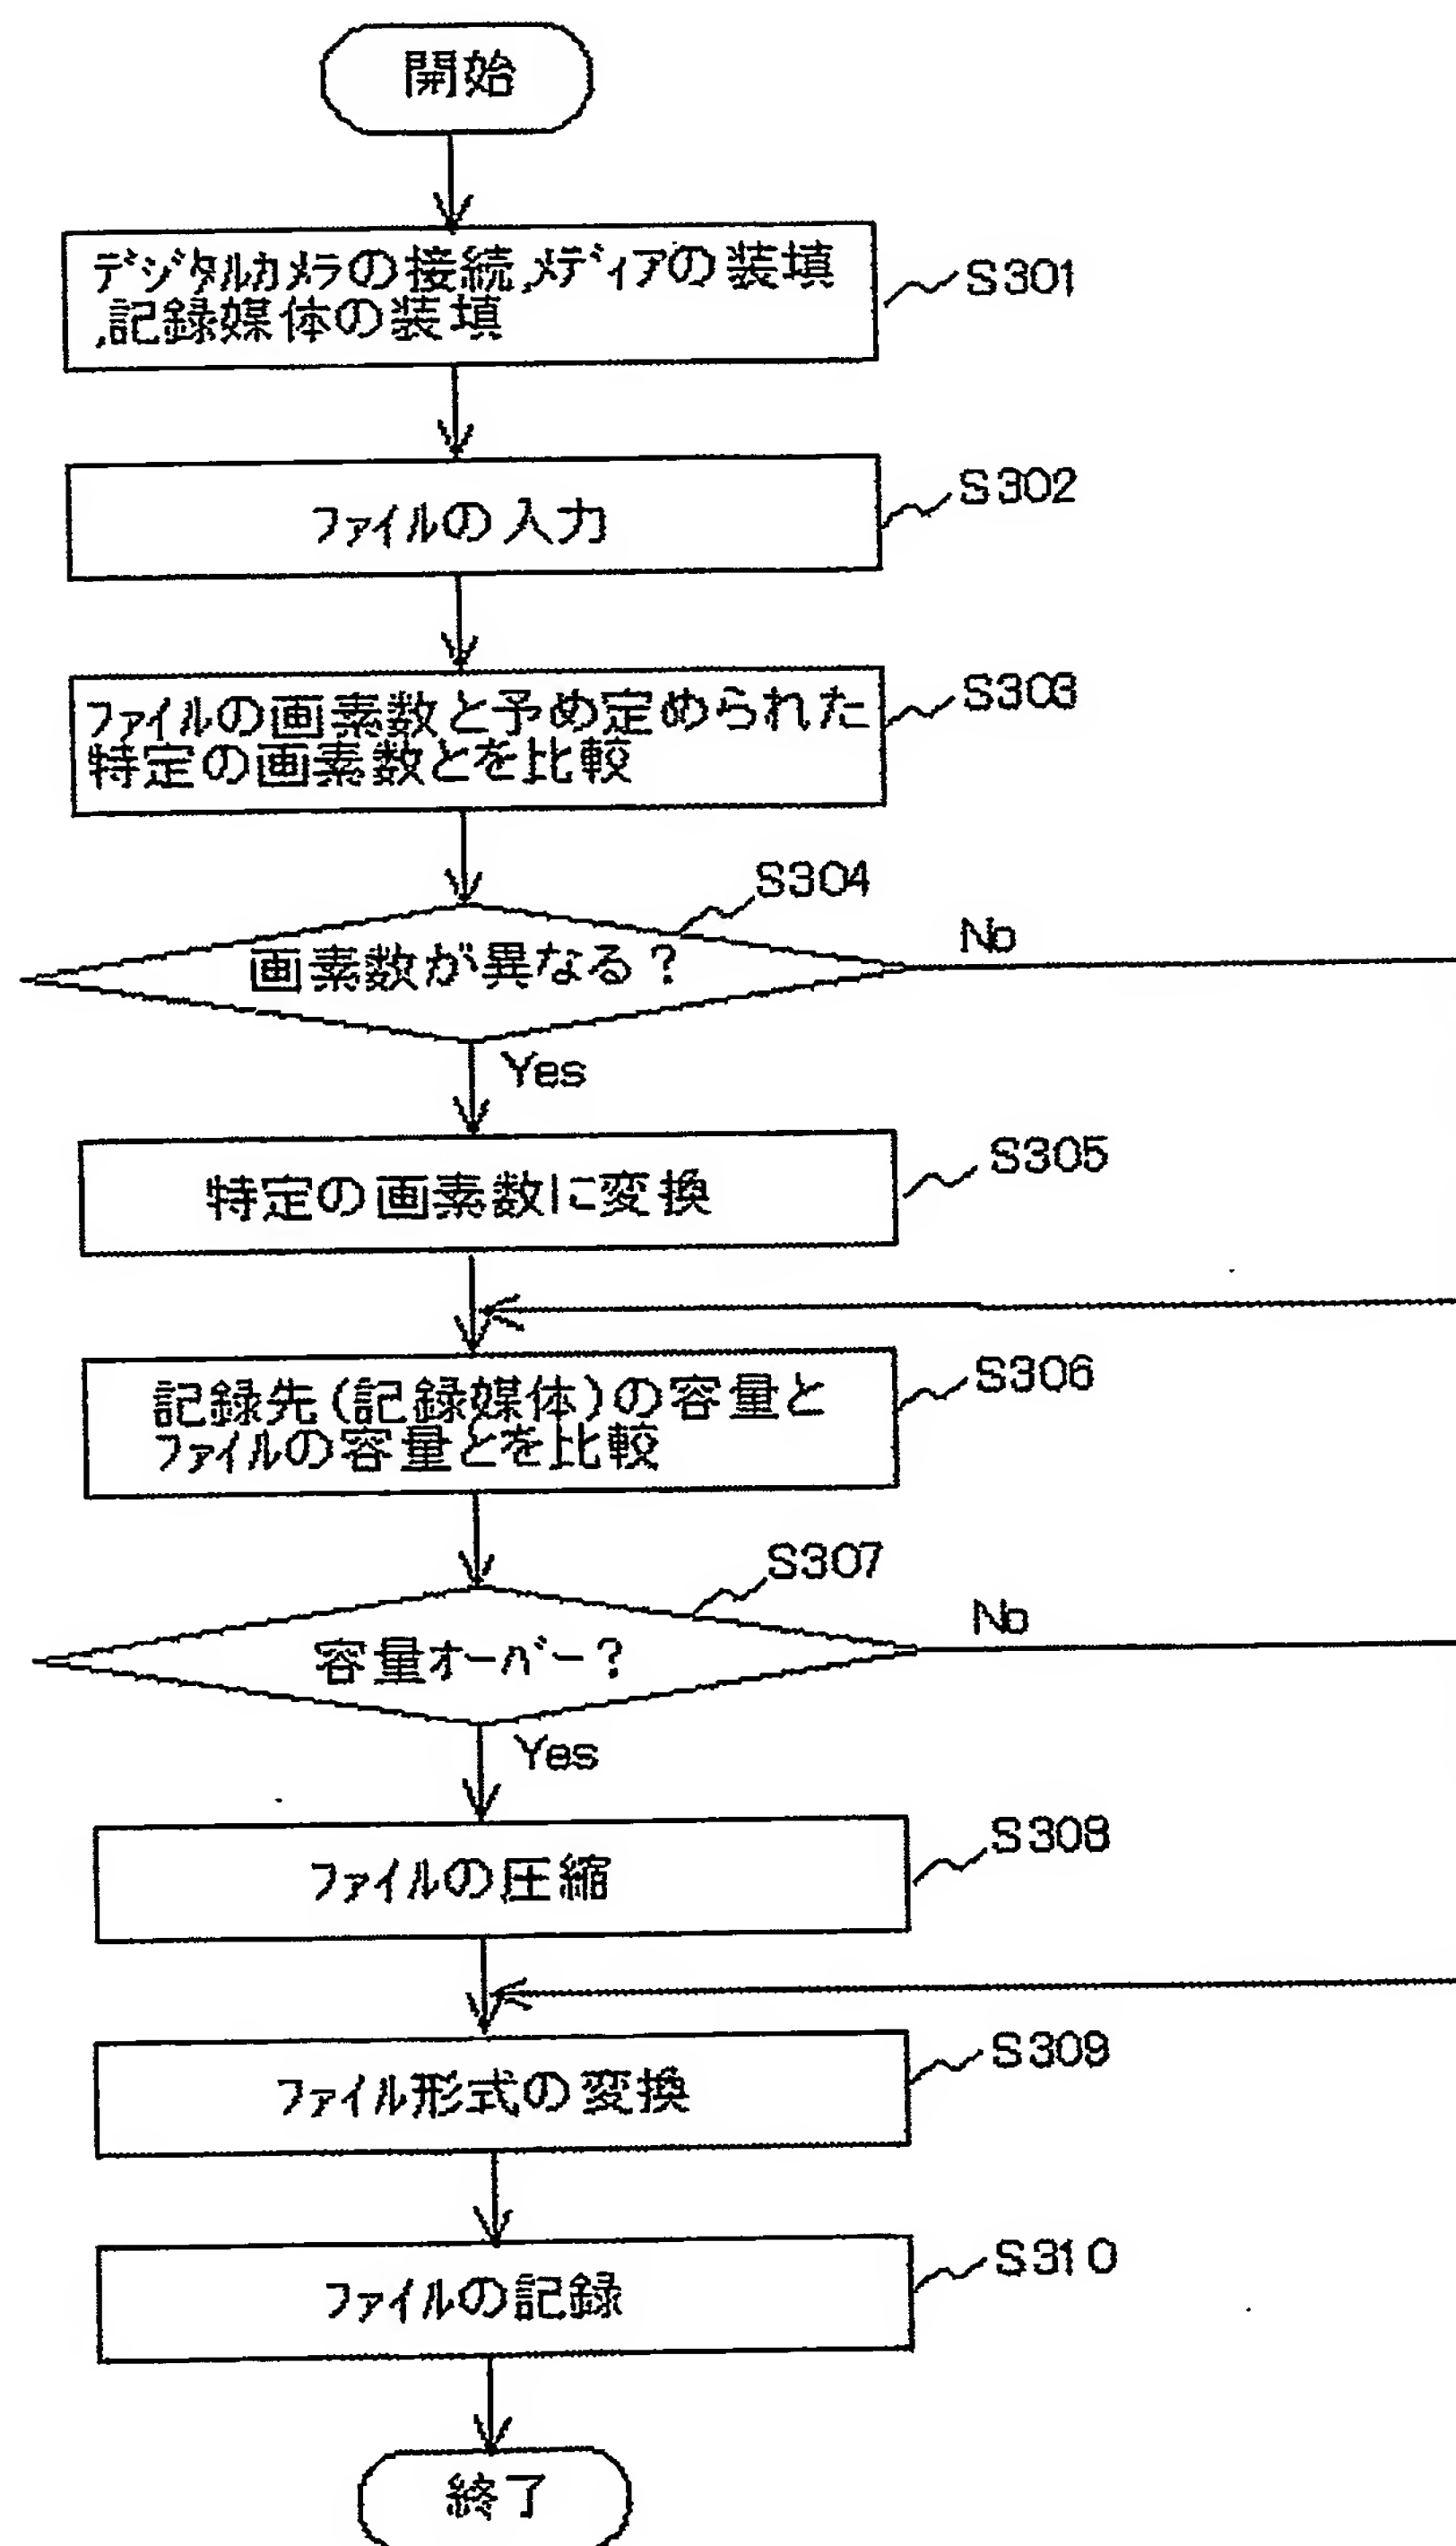 開始
デジタルカメラの接続,メディアの装填
,記録媒体の装填
S301
ファイルの入力
S302
ファイルの画素数と予め定められた
特定の画素数とを比較
S303
S304
画素数が異なる?
No
Yes
特定の画素数に変換
S305
記録先(記録媒体)の容量と
ファイルの容量とを比較
S306
S307
容量オーバー?
No
Yes
ファイルの圧縮
S308
ファイル形式の変換
S309
ファイルの記録
S310
終了